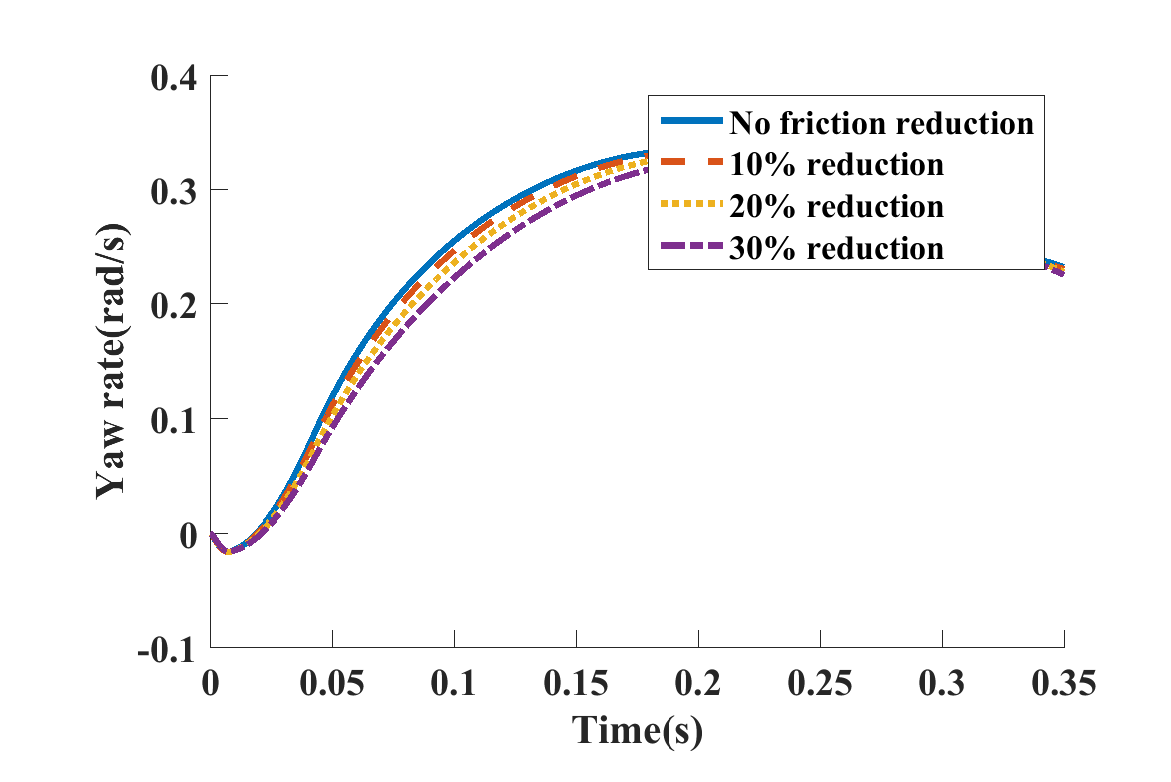 0.4
0.3
0.2
0.1
0
-0.1
Yaw rate(rad/s)
No friction reduction
10% reduction
20% reduction
30% reduction
0 0.05 0.1 0.15 0.2 0.25 0.3 0.35
Time(s)